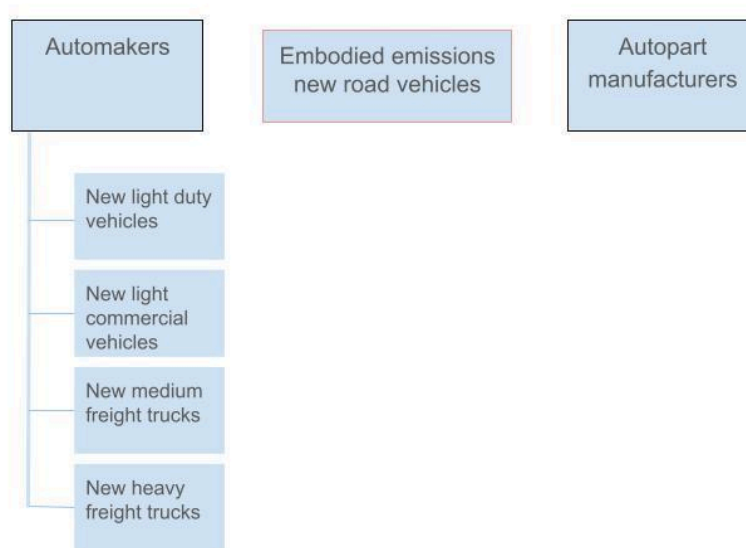 Automakers
Embodied emissions
new road vehicles
Autopart
manufacturers
New light duty
vehicles
New light
commercial
vehicles
New medium
freight trucks
New heavy
freight trucks